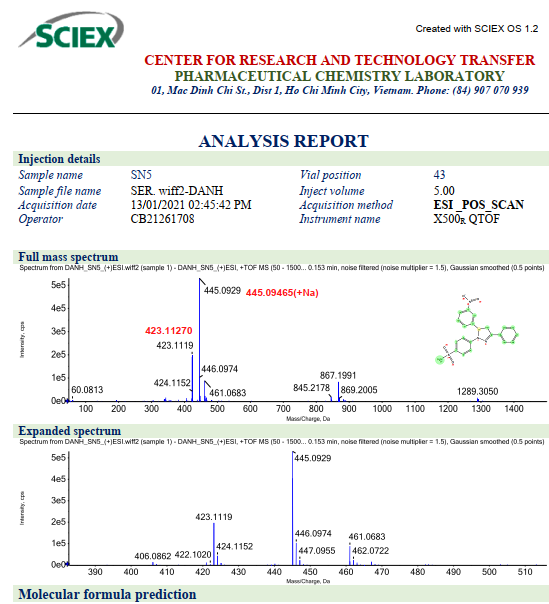 SCIEX
Created with SCIEX OS 1.2
CENTER FOR RESEARCH AND TECHNOLOGY TRANSFER
PHARMACEUTICAL CHEMISTRY LABORATORY
01, Mac Dinh Chi St., Dist 1, Ho Chi Minh City, Vietnam. Phone: (84) 907 070 939
ANALYSIS REPORT
Injection details
Sample name SN5 Vial position 43
Sample file name SER. wiff2-DANH Inject volume 5.00
Acquisition date 13/01/2021 02:45:42 PM Acquisition method ESI_POS_SCAN
Operator CB21261708 Instrument name X500R QTOF
Full mass spectrum
Spectrum from DANH_SN5_(+)ESI.wiff2 (sample 1) - DANH_SN5_(+)ESI, +TOF MS (50 - 1500... 0.153 min, noise filtered (noise multiplier = 1.5), Gaussian smoothed (0.5 points)
Intensity, cps
5e5
4e5
3e5
2e5
1e5
0e0
445.0929 445.09465(+Na)
423.11270
423.1119
446.0974
424.1152
461.0683
60.0813
845.2178
867.1991
869.2005
1289.3050
100 200 300 400 500 600 700 800 900 1000 1100 1200 1300 1400
Mass/Charge, Da
Expanded spectrum
Spectrum from DANH_SN5_(+)ESI.wiff2 (sample 1) - DANH_SN5_(+)ESI, +TOF MS (50 - 1500... 0.153 min, noise filtered (noise multiplier = 1.5), Gaussian smoothed (0.5 points)
Intensity, cps
5e5
4e5
3e5
2e5
1e5
0e0
445.0929
423.1119
446.0974
461.0683
406.0862
422.1020
424.1152
447.0955
462.0722
390 400 410 420 430 440 450 460 470 480 490 500 510
Mass/Charge, Da
Molecular formula prediction